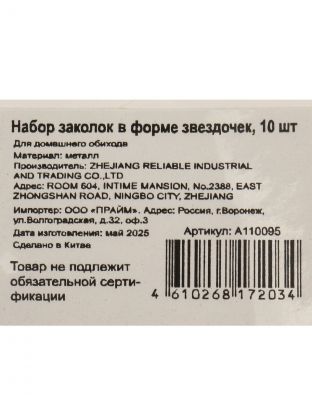 Набор заколок в форме звездочек, 10 шт
Для домашнего обихода
Материал: металл
Производитель: ZHEJIANG RELIABLE INDUSTRIAL
AND TRADING CO.,LTD
Адрес: ROOM 604, INTIME MANSION, No.2388, EAST
ZHONGSHAN ROAD, NINGBO CITY, ZHEJIANG
Импортер: ООО «ПРАЙМ». Адрес: Россия, г.Воронеж,
ул.Волгоградская, д.32, оф.3
Дата изготовления: май 2025
Сделано в Китае
Артикул: A110095
Товар не подлежит
обязательной серти-
фикации
4 610268 172034